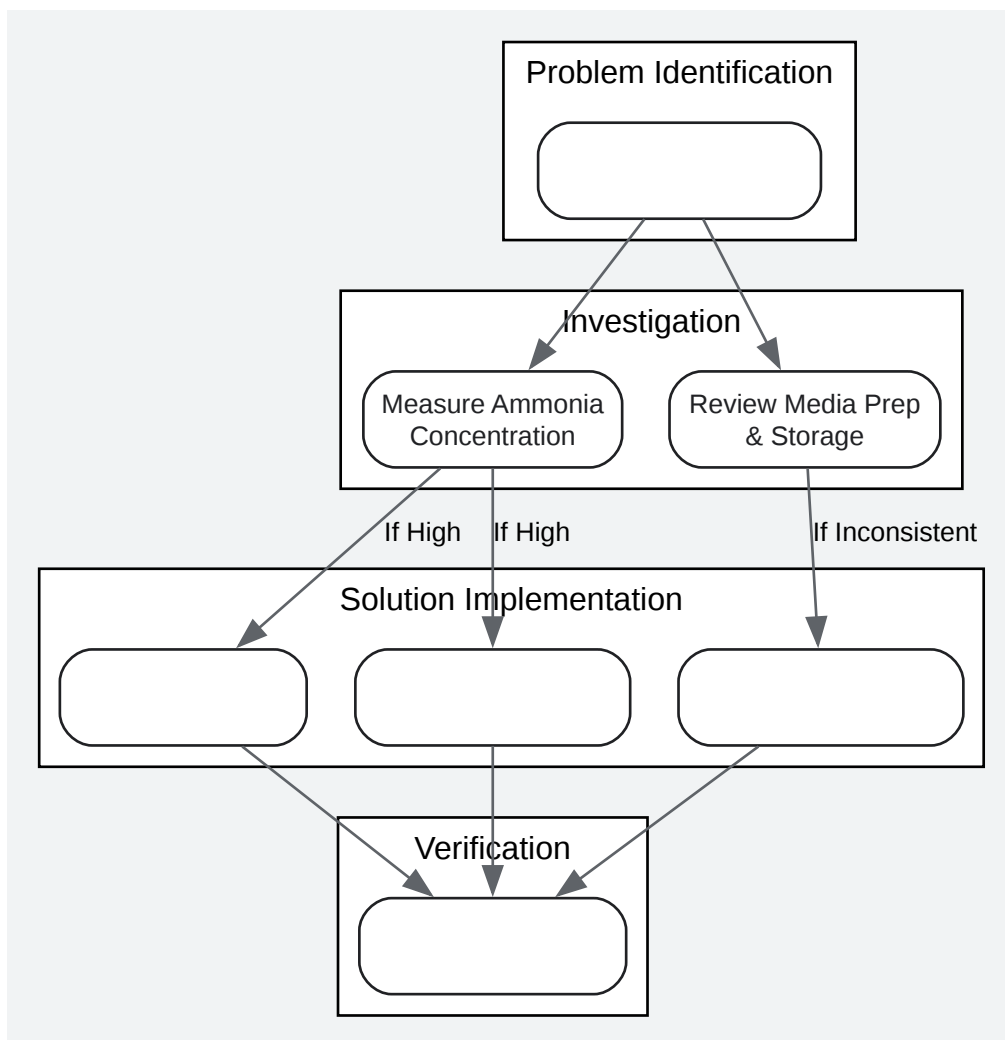 Problem Identification
Investigation
Measure Ammonia
Concentration
Review Media Prep
& Storage
If High
If High
If Inconsistent
Solution Implementation
Verification